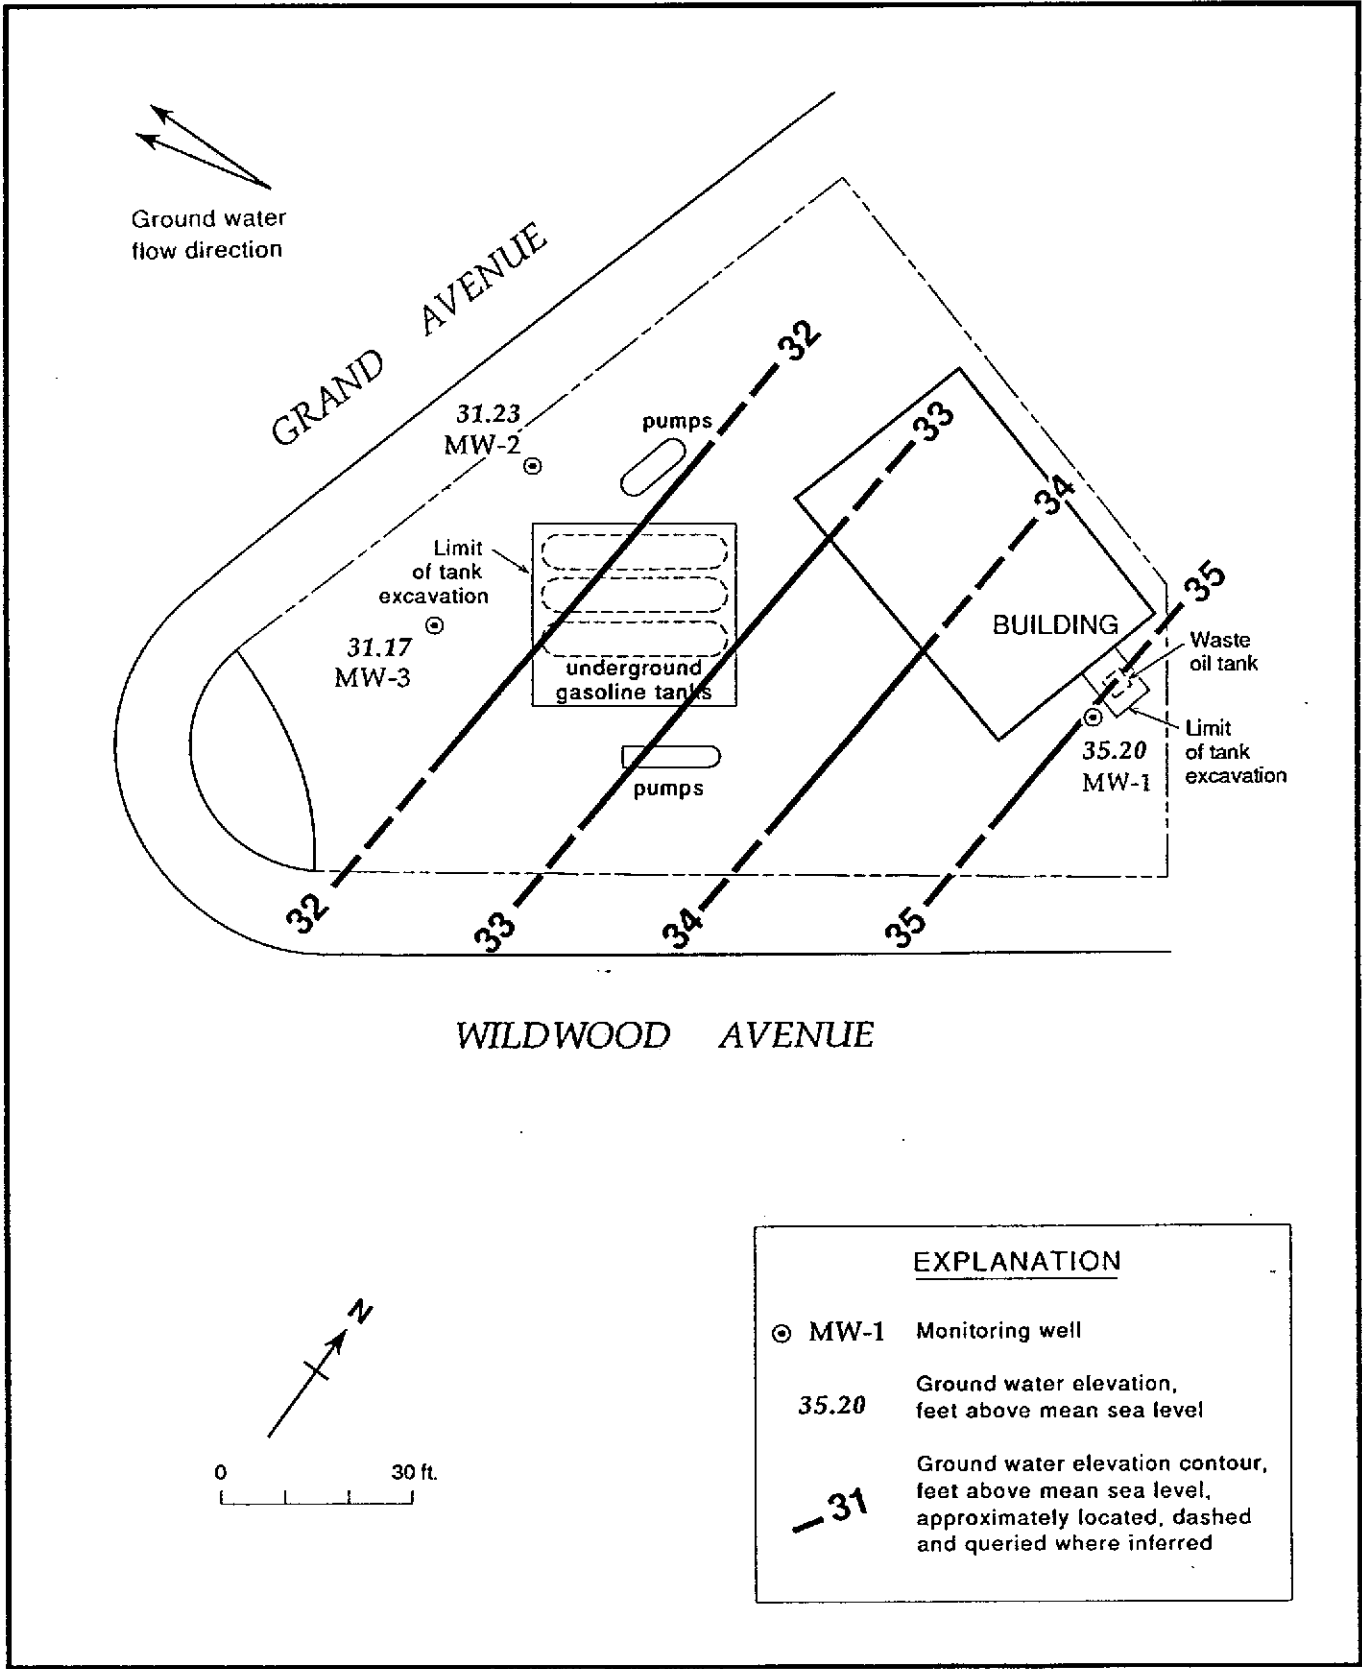 Ground water
flow direction
GRAND AVENUE
32
31.23
MW-2
pumps
33
34
Limit
of tank
excavation
35
BUILDING
31.17
MW-3
Waste
oil tank
underground
gasoline tanks
35.20
MW-1
Limit
of tank
excavation
pumps
32
33
34
35
WILDWOOD AVENUE
N
0 30 ft.
EXPLANATION
MW-1 Monitoring well
35.20
Ground water elevation,
feet above mean sea level
31
Ground water elevation contour,
feet above mean sea level,
approximately located, dashed
and queried where inferred